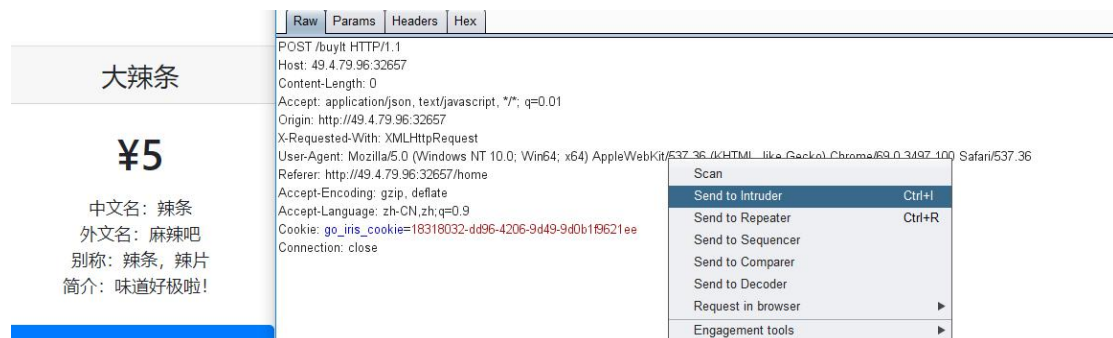 大辣条
¥5
中文名：辣条
外文名：麻辣吧
别称：辣条，辣片
简介：味道好极啦！
Raw Params Headers Hex
POST /buyIt HTTP/1.1
Host: 49.4.79.96:32657
Content-Length: 0
Accept: application/json, text/javascript, */*; q=0.01
Origin: http://49.4.79.96:32657
X-Requested-With: XMLHttpRequest
User-Agent: Mozilla/5.0 (Windows NT 10.0; Win64; x64) AppleWebKit/537.36 (KHTML, like Gecko) Chrome/69.0.3497.100 Safari/537.36
Referer: http://49.4.79.96:32657/home
Accept-Encoding: gzip, deflate
Accept-Language: zh-CN,zh;q=0.9
Cookie: go_iris_cookie=18318032-dd96-4206-9d49-9d0b1f9621ee
Connection: close
Scan
Send to Intruder Ctrl+I
Send to Repeater Ctrl+R
Send to Sequencer
Send to Comparer
Send to Decoder
Request in browser
Engagement tools